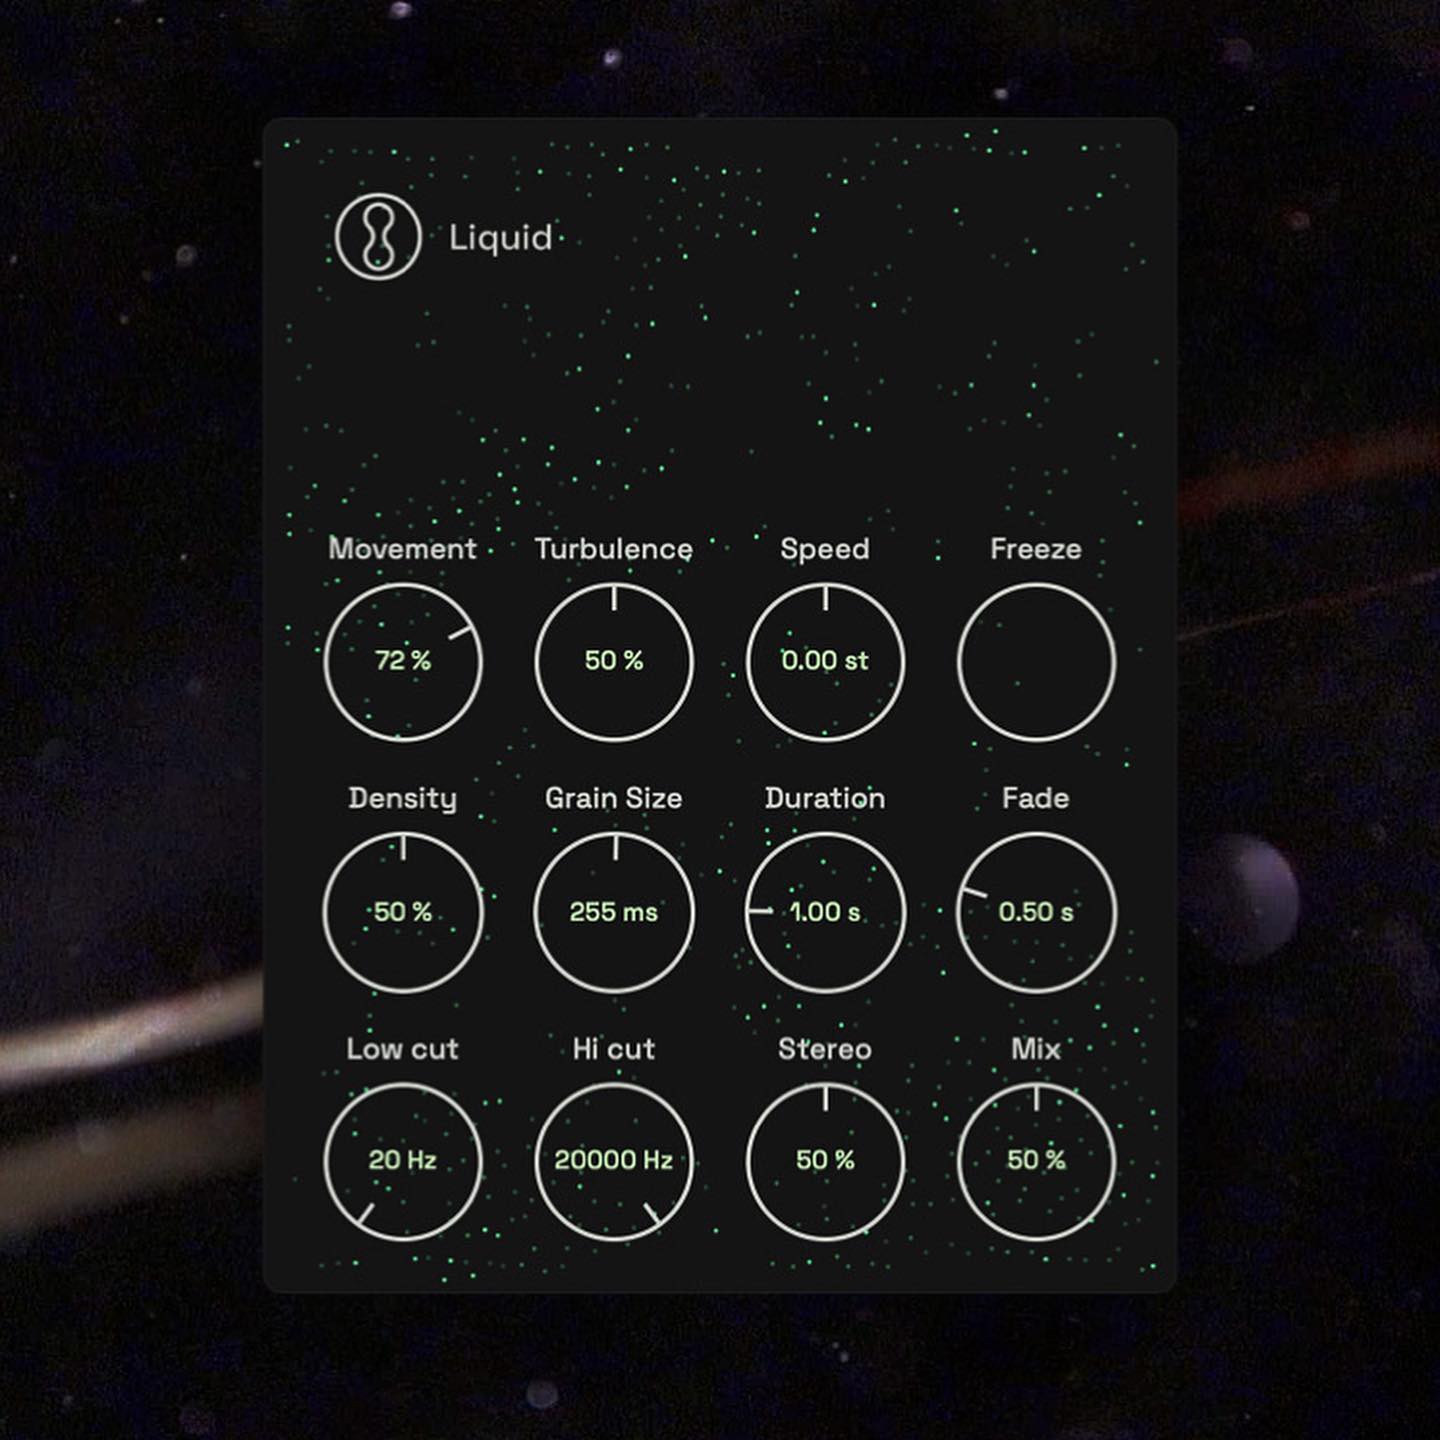 Liquid
Movement Turbulence Speed Freeze
72 % 50 % 0.00 st
Density Grain Size Duration Fade
50 % 255 ms 1.00 s 0.50 s
Low cut Hi cut Stereo Mix
20 Hz 20000 Hz 50 % 50 %